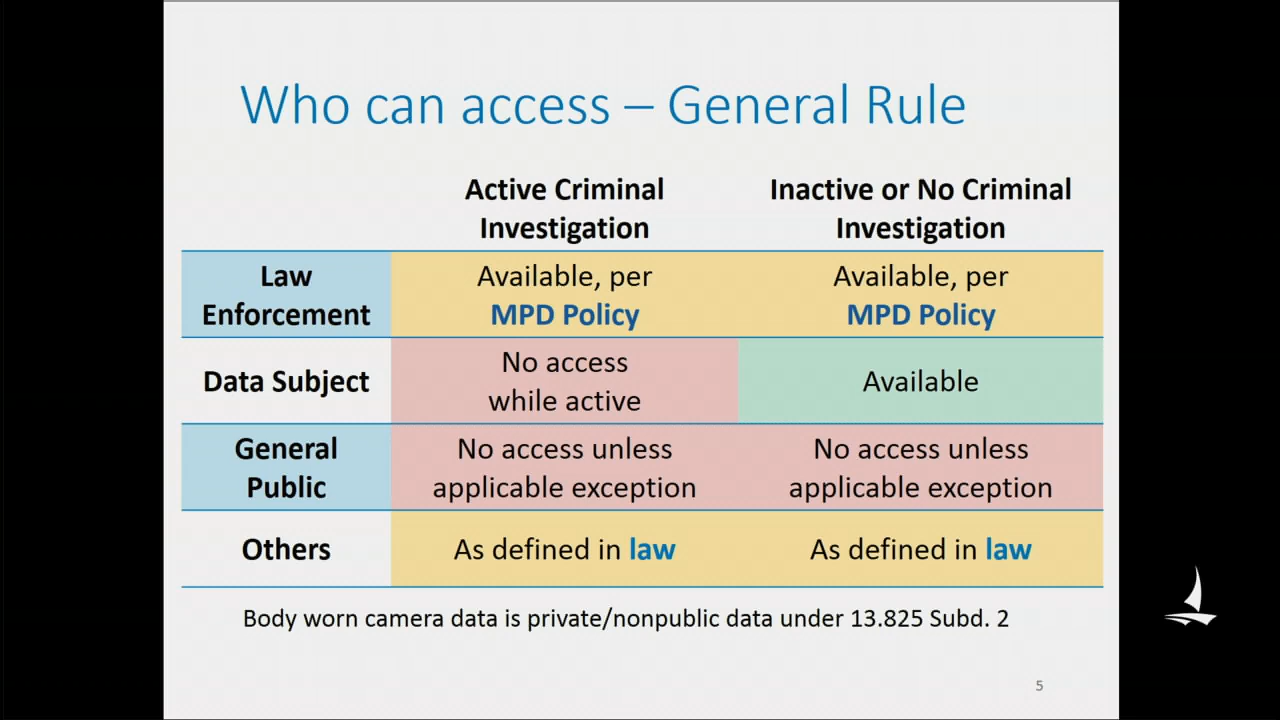 Who can access – General Rule
Active Criminal
Investigation
Inactive or No Criminal
Investigation
Law
Enforcement
Available, per
MPD Policy
Available, per
MPD Policy
Data Subject
No access
while active
Available
General
Public
No access unless
applicable exception
No access unless
applicable exception
Others
As defined in law
As defined in law
Body worn camera data is private/nonpublic data under 13.825 Subd. 2
5